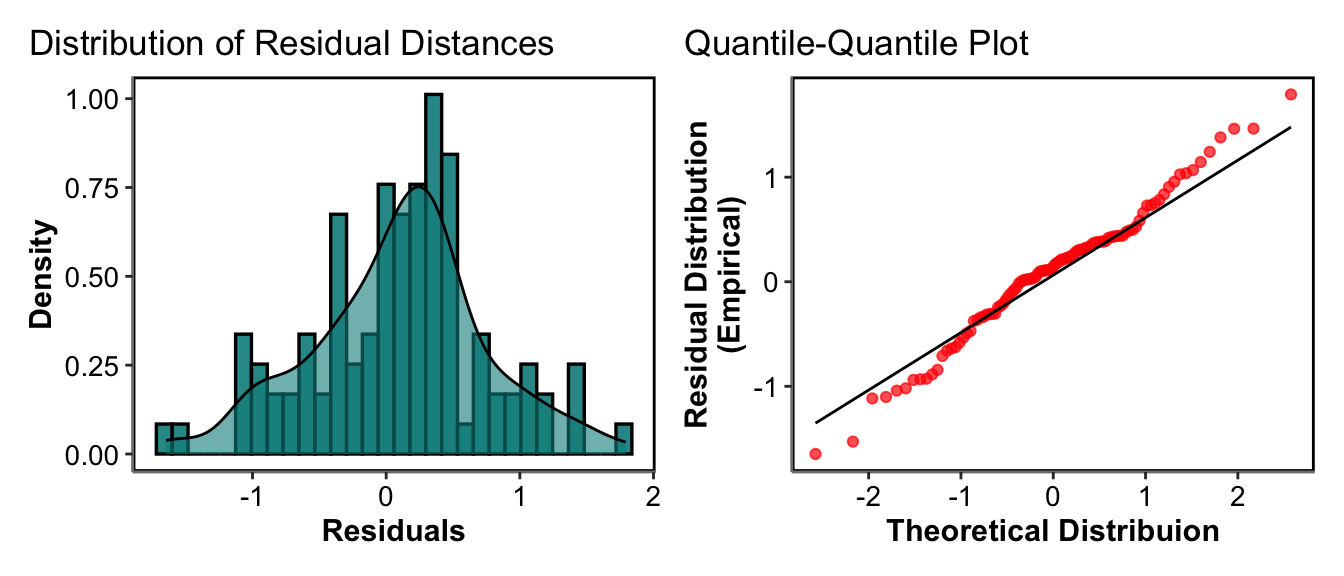 Distribution of Residual Distances
Density
1.00
0.75
0.50
0.25
0.00
-1
0
1
2
Residuals
Quantile-Quantile Plot
Residual Distribution
(Empirical)
1
0
-1
-2
-1
0
1
2
Theoretical Distribuion